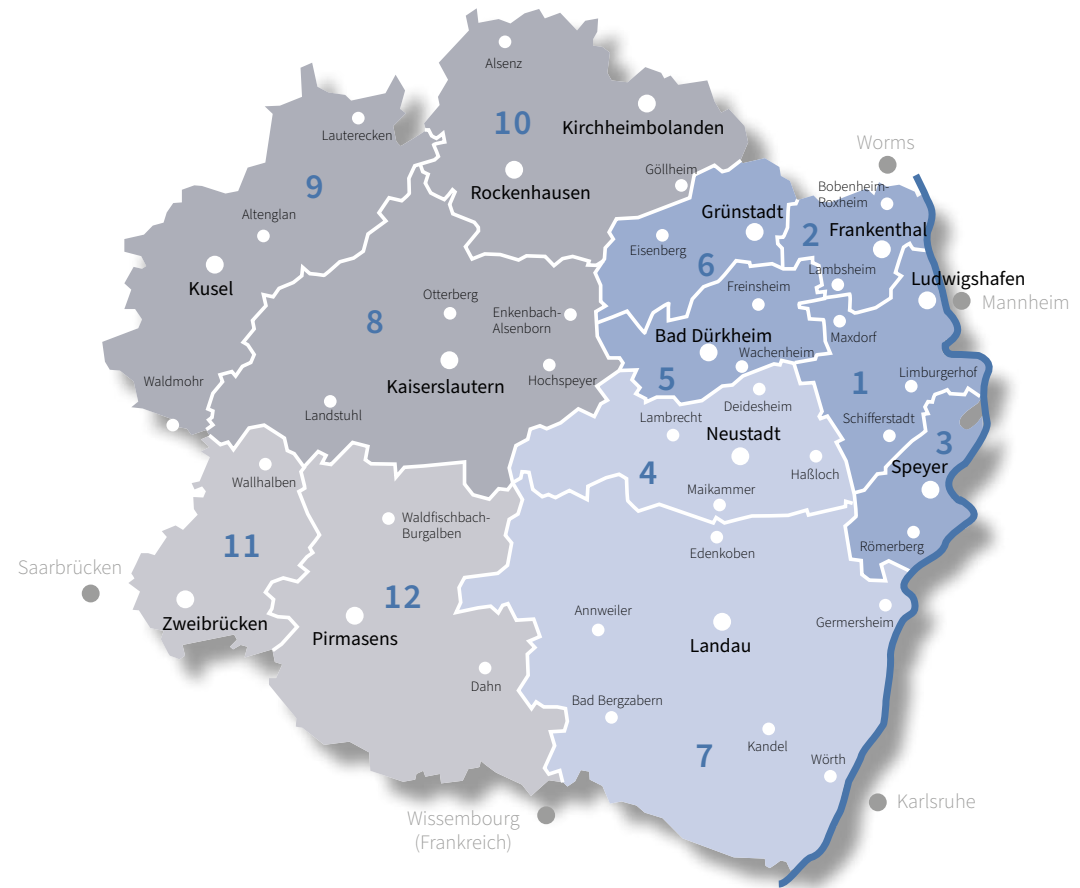 Alsenz
10
Kirchheimbolanden
Lauterecken
Worms
Göllheim
9
Rockenhausen
Bobenheim-
Roxheim
Altenglan
Grünstadt
2
Frankenthal
Eisenberg
6
Lambsheim
Kusel
Ludwigshafen
Freinsheim
Otterberg
Mannheim
8
Enkenbach-
Alsenborn
Bad Dürkheim
Maxdorf
Wachenheim
Waldmohr
Kaiserslautern
Hochspeyer
5
1
Limburgerhof
Landstuhl
Deidesheim
Lambrecht
Schifferstadt
Neustadt
3
4
Speyer
Haßloch
Wallhalben
Maikammer
Waldfischbach-
Burgalben
11
Edenkoben
Römerberg
Saarbrücken
12
Annweiler
Zweibrücken
Germersheim
Pirmasens
Landau
Dahn
Bad Bergzabern
Kandel
7
Wörth
Karlsruhe
Wissembourg
(Frankreich)